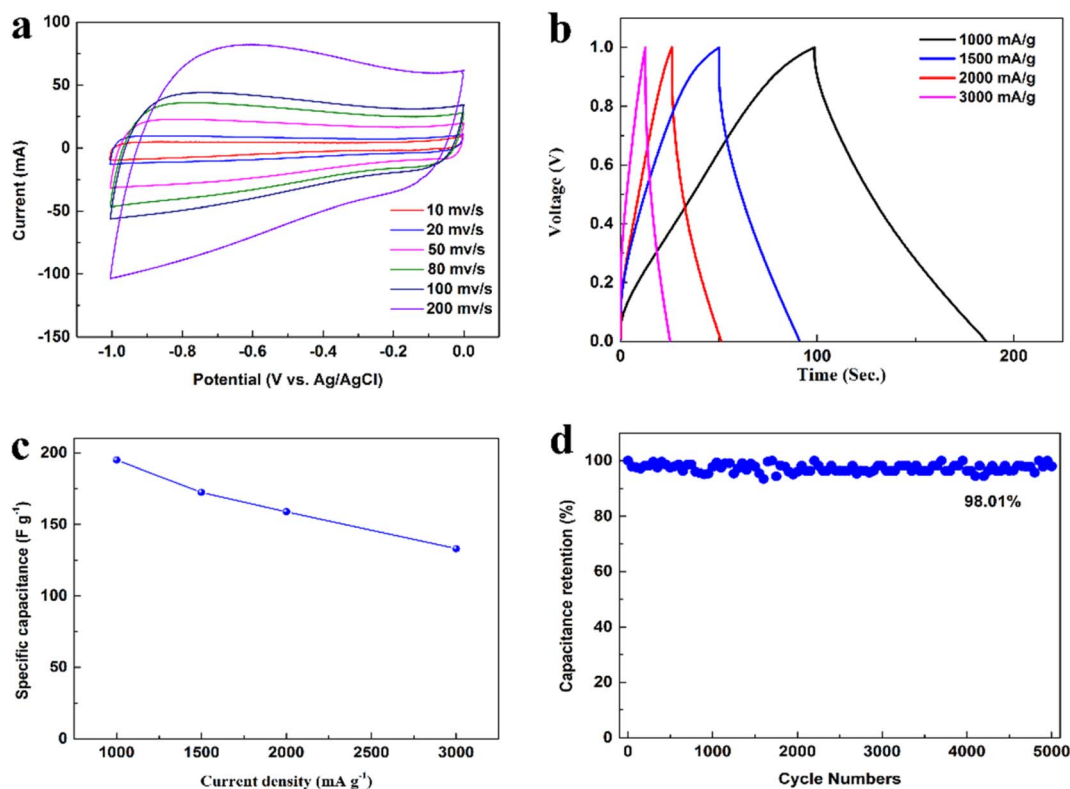 a
100
50
0
-50
-100
-150
Current (mA)
10 mv/s
20 mv/s
50 mv/s
80 mv/s
100 mv/s
200 mv/s
-1.0 -0.8 -0.6 -0.4 -0.2 0.0
Potential (V vs. Ag/AgCl)
b
1.0
0.8
0.6
0.4
0.2
0.0
Voltage (V)
1000 mA/g
1500 mA/g
2000 mA/g
3000 mA/g
0 100 200
Time (Sec.)
c
200
150
100
50
0
Specific capacitance (F g-1)
1000 1500 2000 2500 3000
Current density (mA g-1)
d
100
80
60
40
20
0
Capacitance retention (%)
98.01%
0 1000 2000 3000 4000 5000
Cycle Numbers